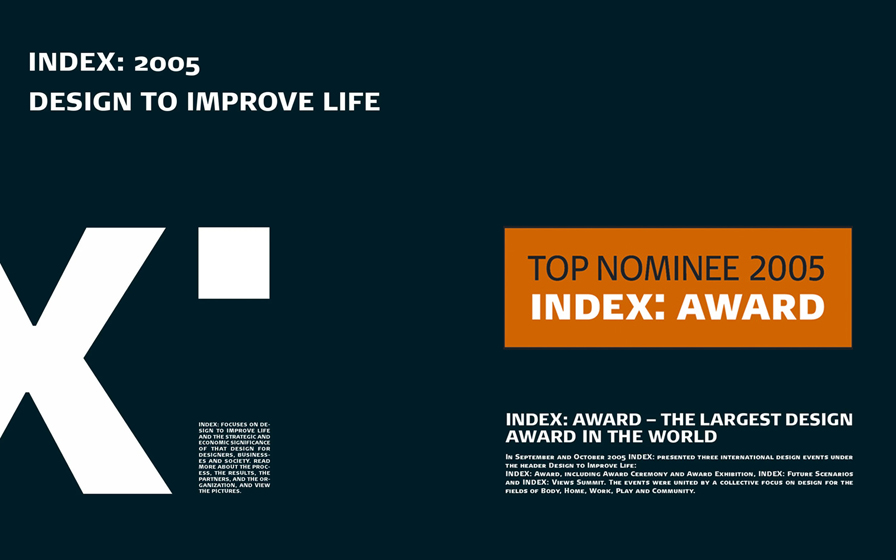 INDEX: 2005
DESIGN TO IMPROVE LIFE
X:
INDEX: FOCUSES ON DE-
SIGN TO IMPROVE LIFE
AND THE STRATEGIC AND
ECONOMIC SIGNIFICANCE
OF THAT DESIGN FOR
DESIGNERS, BUSINESS-
ES AND SOCIETY. READ
MORE ABOUT THE PROC-
ESS, THE RESULTS, THE
PARTNERS, AND THE OR-
GANIZATION, AND VIEW
THE PICTURES.
TOP NOMINEE 2005
INDEX: AWARD
INDEX: AWARD – THE LARGEST DESIGN
AWARD IN THE WORLD
In September and October 2005 INDEX: presented three international design events under
the header Design to Improve Life:
INDEX: Award, including Award Ceremony and Award Exhibition, INDEX: Future Scenarios
and INDEX: Views Summit. The events were united by a collective focus on design for the
fields of Body, Home, Work, Play and Community.